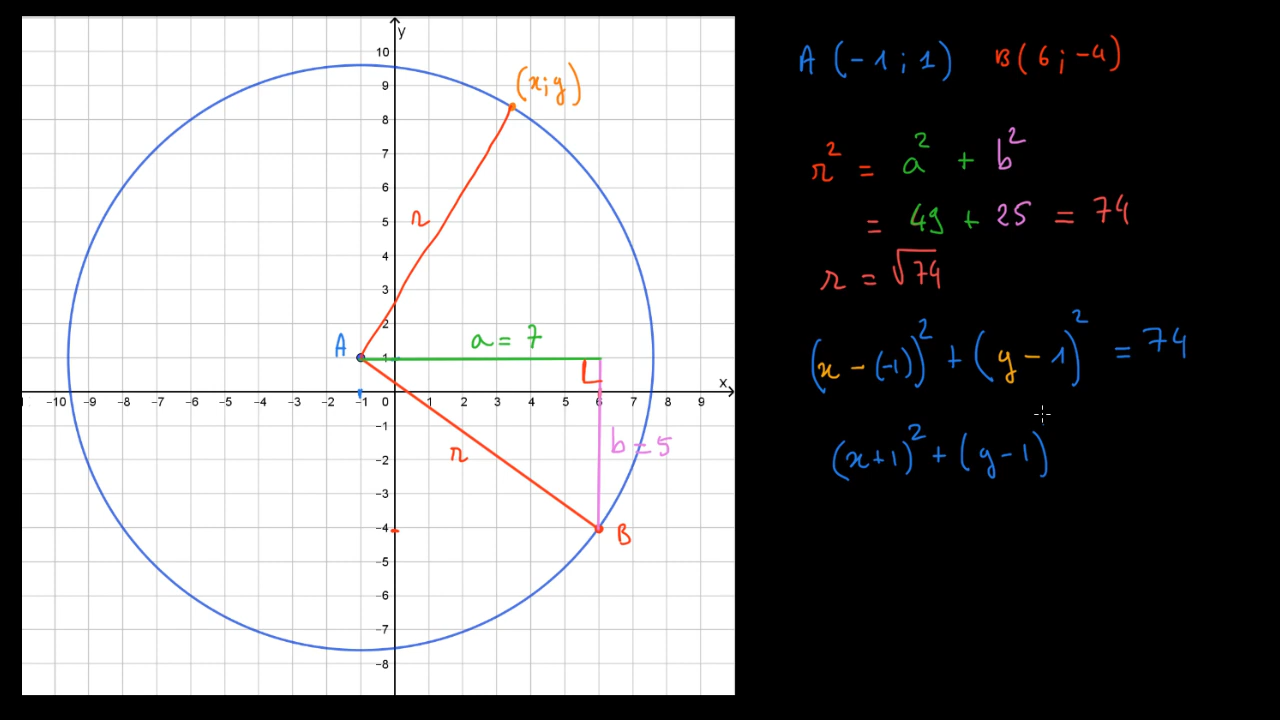 y
10
9
8
7
6
5
4
3
2
1
−1
−2
−3
−4
−5
−6
−7
−8
−10 −9 −8 −7 −6 −5 −4 −3 −2 −1 0 1 2 3 4 5 6 7 8 9
x
(x;y)
r
A
a = 7
b = 5
r
B
A (-1;1) B(6;-4)
r² = a² + b²
= 49 + 25 = 74
r = √74
(x - (-1))² + (y - 1)² = 74
(x+1)² + (y-1)